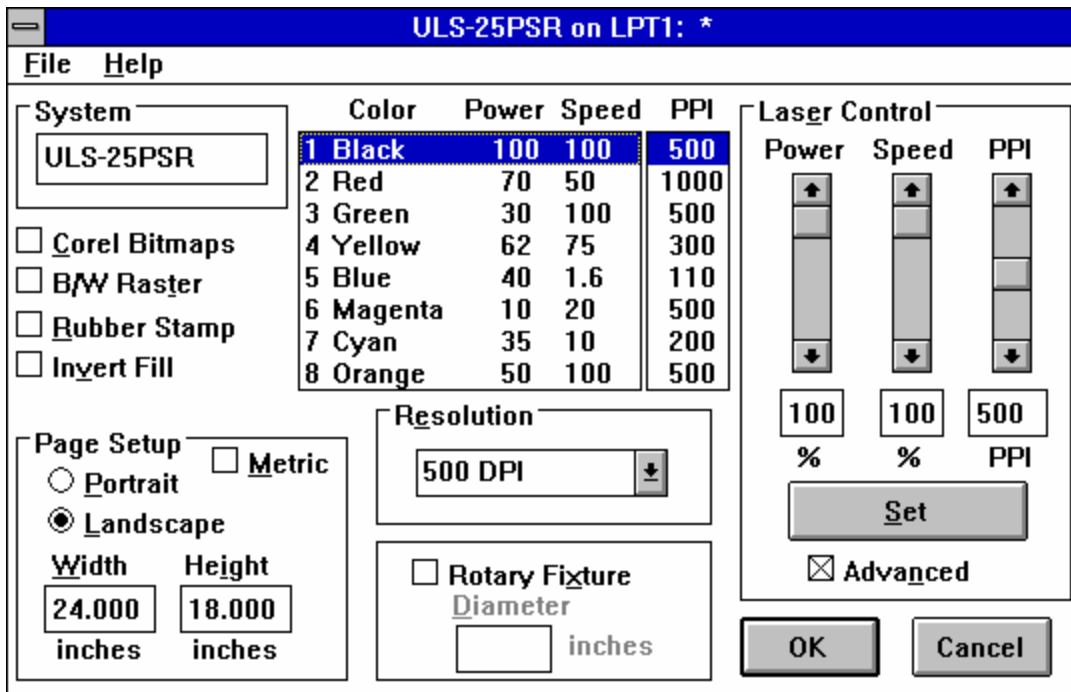 ULS-25PSR on LPT1: *
File Help
System
ULS-25PSR
Corel Bitmaps
B/W Raster
Rubber Stamp
Invert Fill
Color Power Speed PPI
1 Black 100 100 500
2 Red 70 50 1000
3 Green 30 100 500
4 Yellow 62 75 300
5 Blue 40 1.6 110
6 Magenta 10 20 500
7 Cyan 35 10 200
8 Orange 50 100 500
Laser Control
Power Speed PPI
100 100 500
% % PPI
Set
Advanced
Page Setup
Metric
Portrait
Landscape
Width Height
24.000 18.000
inches inches
Resolution
500 DPI
Rotary Fixture
Diameter
inches
OK Cancel